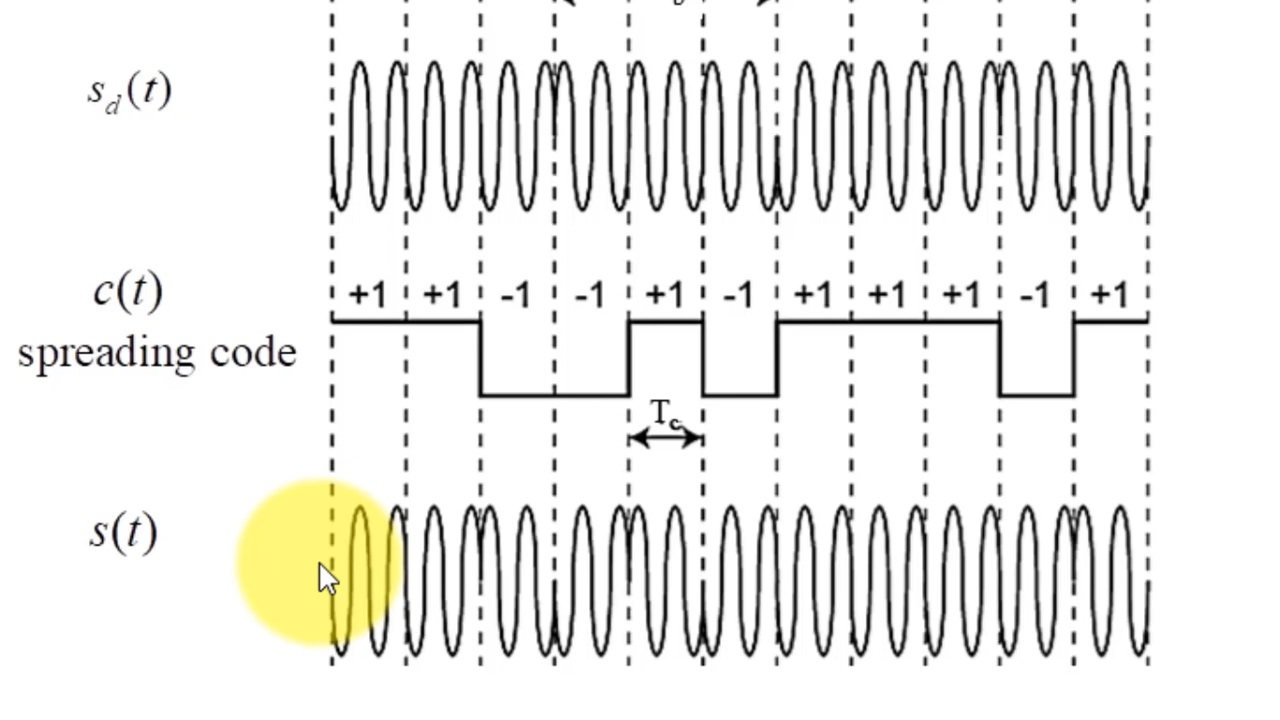 s_d(t)
c(t)
+1 +1 -1 -1 +1 -1 +1 +1 +1 -1 +1
spreading code
T_c
s(t)